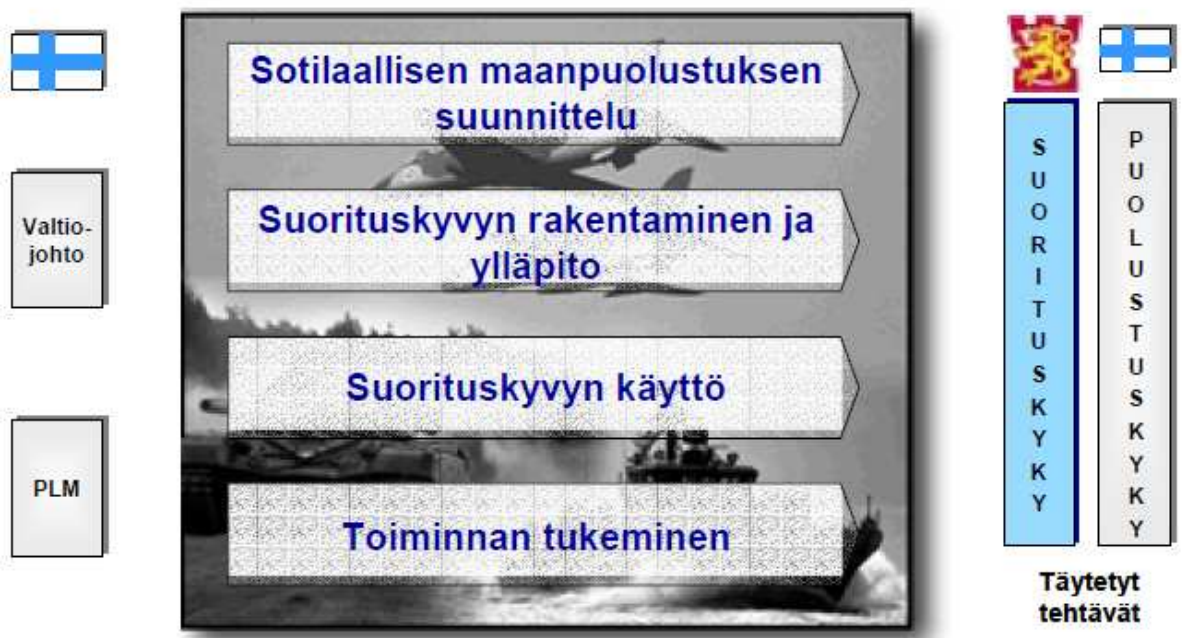 Valtio-
johto
PLM
Sotilaallisen maanpuolustuksen
suunnittelu
Suorituskyvyn rakentaminen ja
ylläpito
Suorituskyvyn käyttö
Toiminnan tukeminen
SUORITUSKYKY
PUOLUSTUSKYKY
Täytetyt
tehtävät